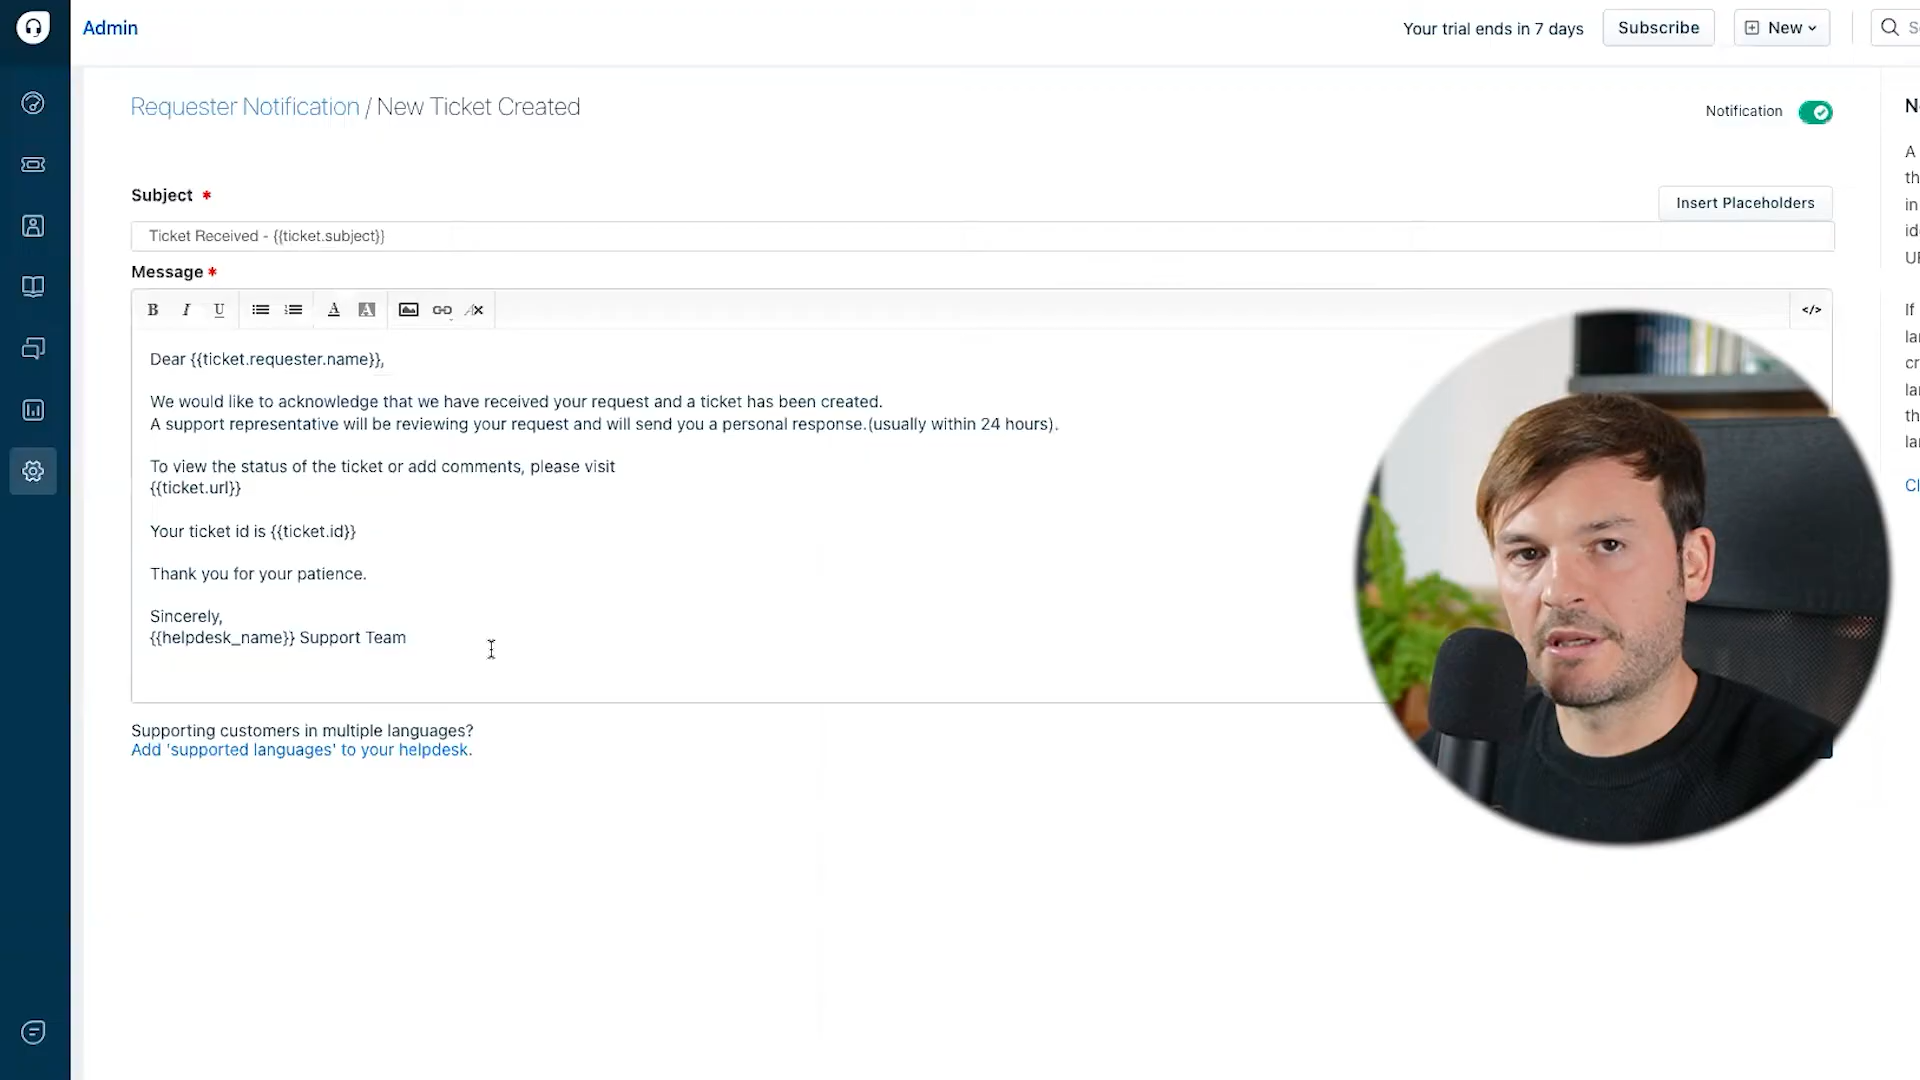 Admin
Your trial ends in 7 days
Subscribe
New
Requester Notification / New Ticket Created
Notification
Subject *
Insert Placeholders
Ticket Received - {{ticket.subject}}
Message *
B I U
A A
</>
Dear {{ticket.requester.name}},
We would like to acknowledge that we have received your request and a ticket has been created.
A support representative will be reviewing your request and will send you a personal response.(usually within 24 hours).
To view the status of the ticket or add comments, please visit
{{ticket.url}}
Your ticket id is {{ticket.id}}
Thank you for your patience.
Sincerely,
{{helpdesk_name}} Support Team
Supporting customers in multiple languages?
Add 'supported languages' to your helpdesk.
A
in
If